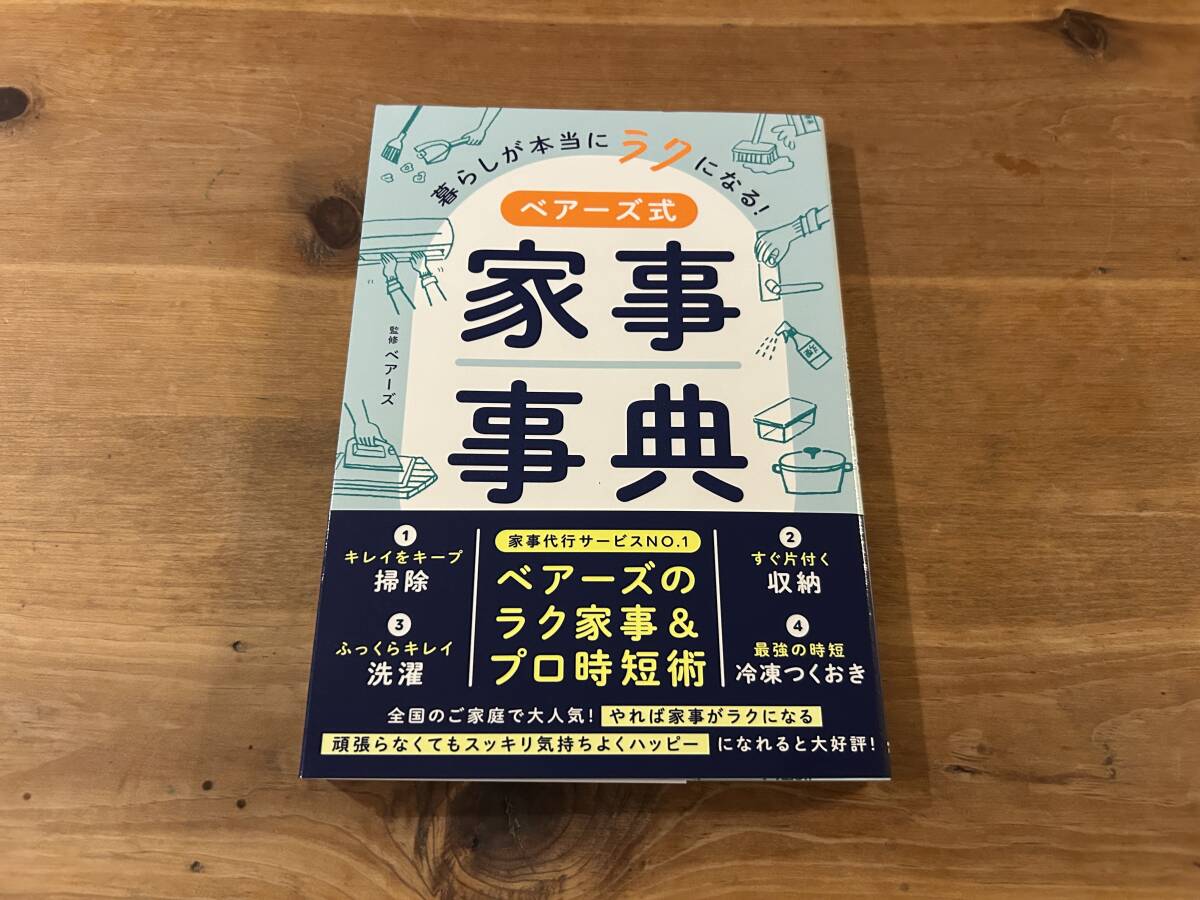 暮らしが本当にラクになる!
ベアーズ式
家事
事典
監修 ベアーズ
1
キレイをキープ
掃除
2
すぐ片付く
収納
3
ふっくらキレイ
洗濯
4
最強の時短
冷凍つくおき
家事代行サービスNO.1
ベアーズの
ラク家事&
プロ時短術
全国のご家庭で大人気! やれば家事がラクになる
頑張らなくてもスッキリ気持ちよくハッピー になれると大好評!